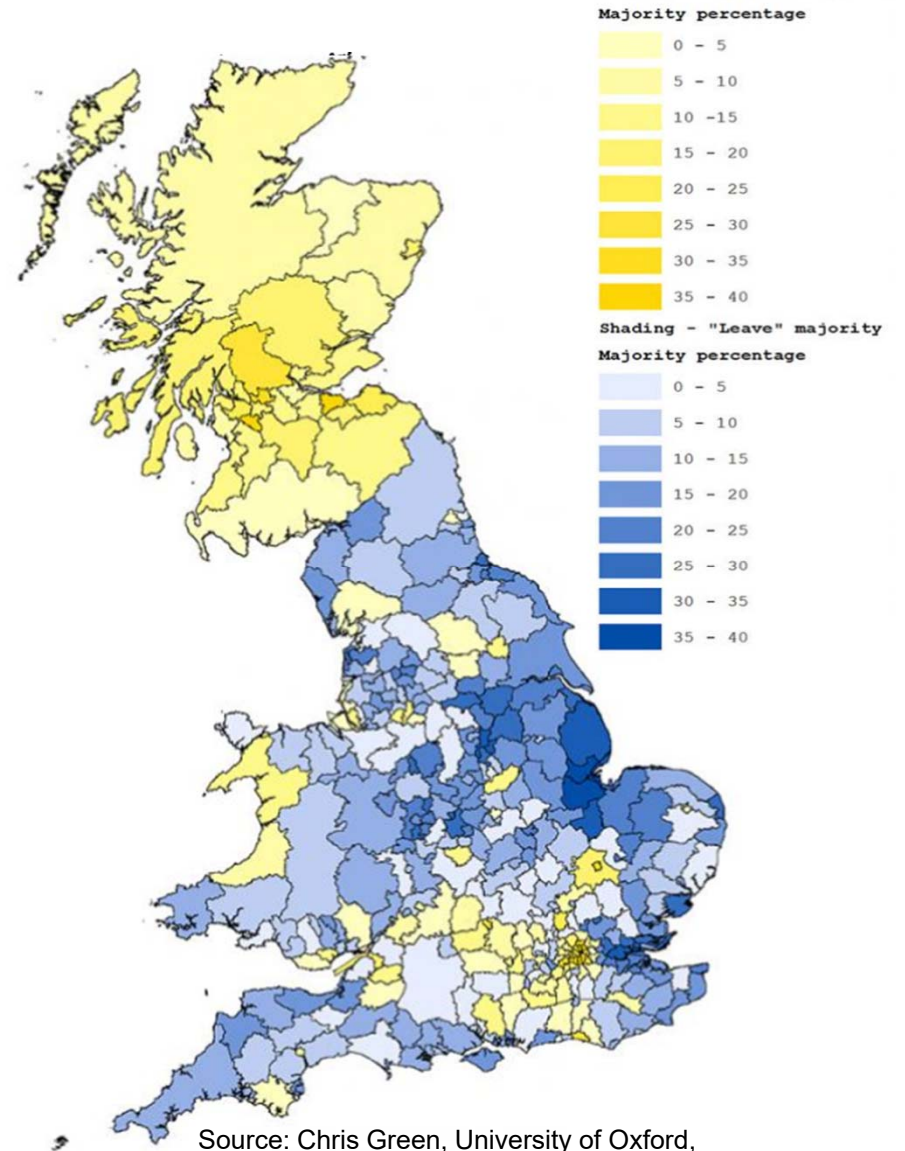 Majority percentage
0 - 5
5 - 10
10 -15
15 - 20
20 - 25
25 - 30
30 - 35
35 - 40
Shading - "Leave" majority
Majority percentage
0 - 5
5 - 10
10 - 15
15 - 20
20 - 25
25 - 30
30 - 35
35 - 40
Source: Chris Green, University of Oxford,